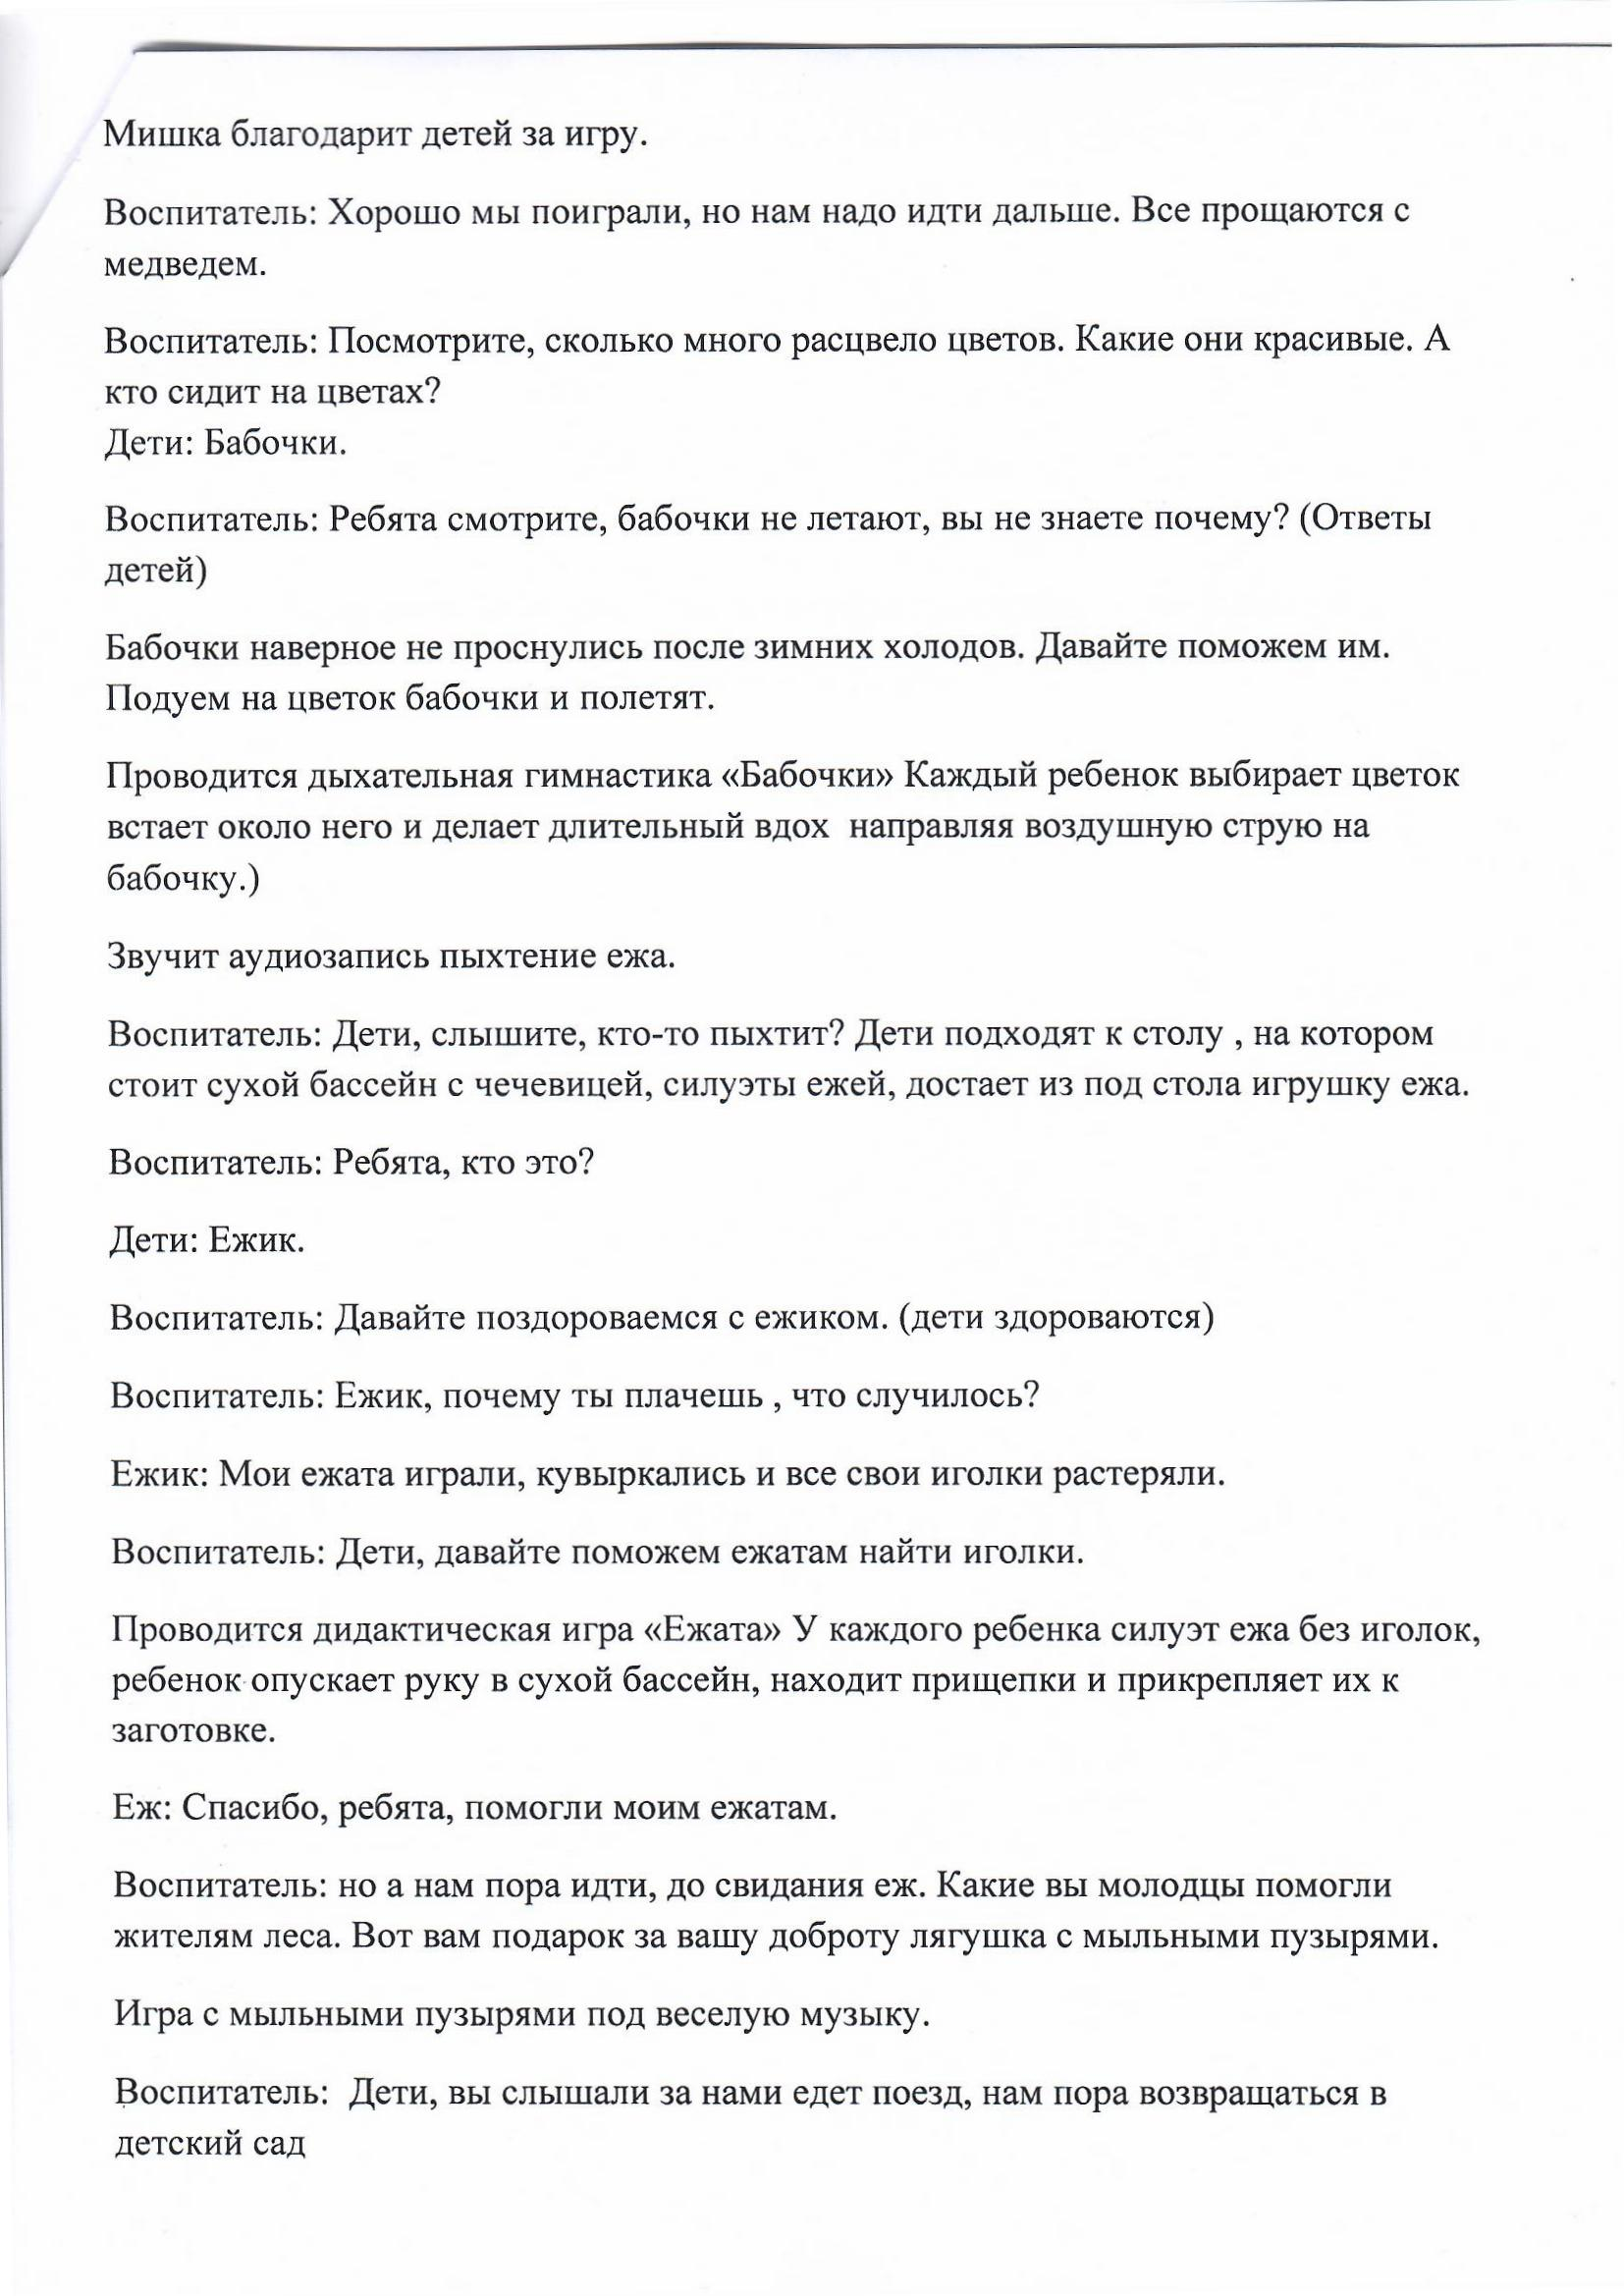 Мишка благодарит детей за игру.
Воспитатель: Хорошо мы поиграли, но нам надо идти дальше. Все прощаются с
медведем.
Воспитатель: Посмотрите, сколько много расцвело цветов. Какие они красивые. А
кто сидит на цветах?
Дети: Бабочки.
Воспитатель: Ребята смотрите, бабочки не летают, вы не знаете почему? (Ответы
детей)
Бабочки наверное не проснулись после зимних холодов. Давайте поможем им.
Подуем на цветок бабочки и полетят.
Проводится дыхательная гимнастика «Бабочки» Каждый ребенок выбирает цветок
встает около него и делает длительный вдох  направляя воздушную струю на
бабочку.)
Звучит аудиозапись пыхтение ежа.
Воспитатель: Дети, слышите, кто-то пыхтит? Дети подходят к столу , на котором
стоит сухой бассейн с чечевицей, силуэты ежей, достает из под стола игрушку ежа.
Воспитатель: Ребята, кто это?
Дети: Ежик.
Воспитатель: Давайте поздороваемся с ежиком. (дети здороваются)
Воспитатель: Ежик, почему ты плачешь , что случилось?
Ежик: Мои ежата играли, кувыркались и все свои иголки растеряли.
Воспитатель: Дети, давайте поможем ежатам найти иголки.
Проводится дидактическая игра «Ежата» У каждого ребенка силуэт ежа без иголок,
ребенок опускает руку в сухой бассейн, находит прищепки и прикрепляет их к
заготовке.
Еж: Спасибо, ребята, помогли моим ежатам.
Воспитатель: но а нам пора идти, до свидания еж. Какие вы молодцы помогли
жителям леса. Вот вам подарок за вашу доброту лягушка с мыльными пузырями.
Игра с мыльными пузырями под веселую музыку.
Воспитатель:  Дети, вы слышали за нами едет поезд, нам пора возвращаться в
детский сад